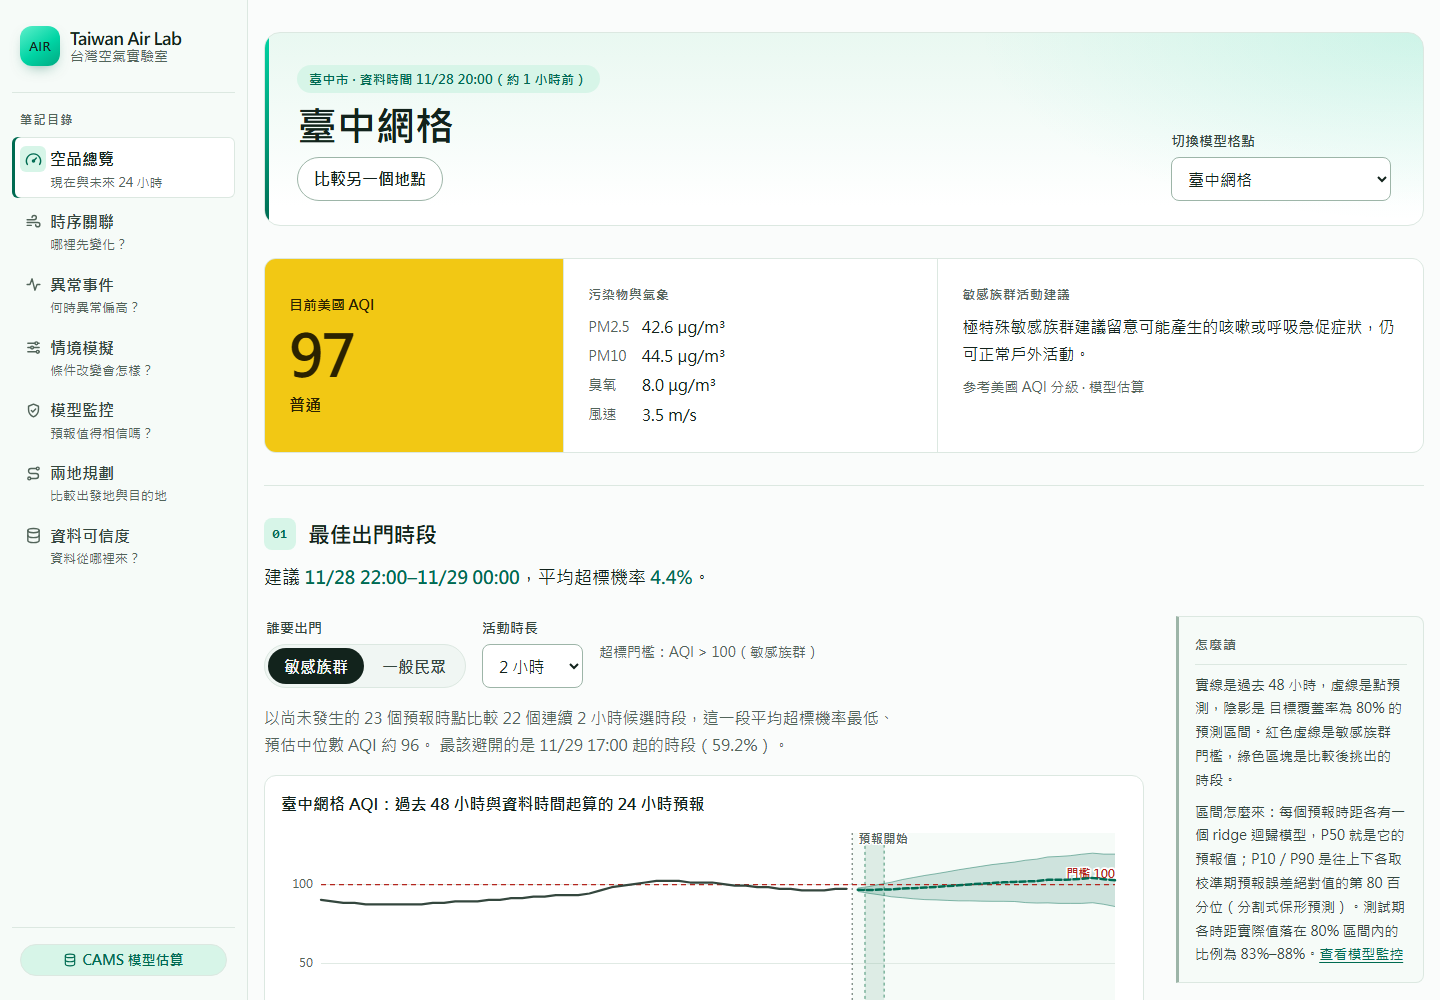 AIR
Taiwan Air Lab
台灣空氣實驗室
筆記目錄
空品總覽
現在與未來 24 小時
時序關聯
哪裡先變化？
異常事件
何時異常偏高？
情境模擬
條件改變會怎樣？
模型監控
預報值得相信嗎？
兩地規劃
比較出發地與目的地
資料可信度
資料從哪裡來？
CAMS 模型估算
臺中市 · 資料時間 11/28 20:00（約 1 小時前）
臺中網格
比較另一個地點
切換模型格點
臺中網格
目前美國 AQI
97
普通
污染物與氣象
PM2.5 42.6 μg/m³
PM10 44.5 μg/m³
臭氧 8.0 μg/m³
風速 3.5 m/s
敏感族群活動建議
極特殊敏感族群建議留意可能產生的咳嗽或呼吸急促症狀，仍
可正常戶外活動。
參考美國 AQI 分級 · 模型估算
01 最佳出門時段
建議 11/28 22:00–11/29 00:00，平均超標機率 4.4%。
誰要出門
敏感族群 一般民眾
活動時長
2 小時
超標門檻：AQI > 100（敏感族群）
以尚未發生的 23 個預報時點比較 22 個連續 2 小時候選時段，這一段平均超標機率最低、
預估中位數 AQI 約 96。 最該避開的是 11/29 17:00 起的時段（59.2%）。
臺中網格 AQI：過去 48 小時與資料時間起算的 24 小時預報
預報開始
門檻 100
100
50
怎麼讀
實線是過去 48 小時，虛線是點預
測，陰影是 目標覆蓋率為 80% 的
預測區間。紅色虛線是敏感族群
門檻，綠色區塊是比較後挑出的
時段。
區間怎麼來：每個預報時距各有一
個 ridge 迴歸模型，P50 就是它的
預報值；P10 / P90 是往上下各取
校準期預報誤差絕對值的第 80 百
分位（分割式保形預測）。測試期
各時距實際值落在 80% 區間內的
比例為 83%–88%。查看模型監控